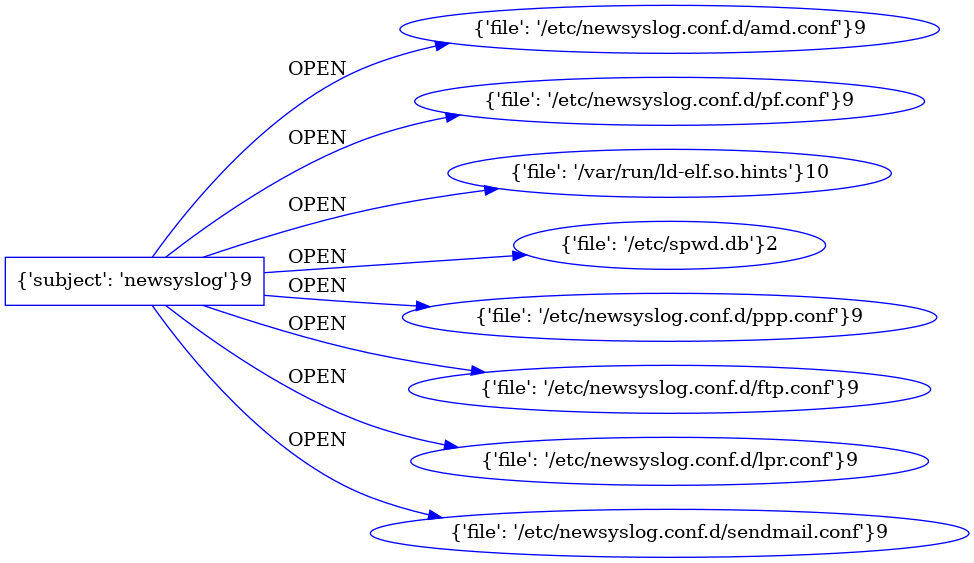 {'file': '/etc/newsyslog.conf.d/amd.conf'}9
OPEN
{'file': '/etc/newsyslog.conf.d/pf.conf'}9
OPEN
{'file': '/var/run/ld-elf.so.hints'}10
OPEN
{'file': '/etc/spwd.db'}2
OPEN
{'subject': 'newsyslog'}9
OPEN
{'file': '/etc/newsyslog.conf.d/ppp.conf'}9
OPEN
{'file': '/etc/newsyslog.conf.d/ftp.conf'}9
OPEN
{'file': '/etc/newsyslog.conf.d/lpr.conf'}9
OPEN
{'file': '/etc/newsyslog.conf.d/sendmail.conf'}9